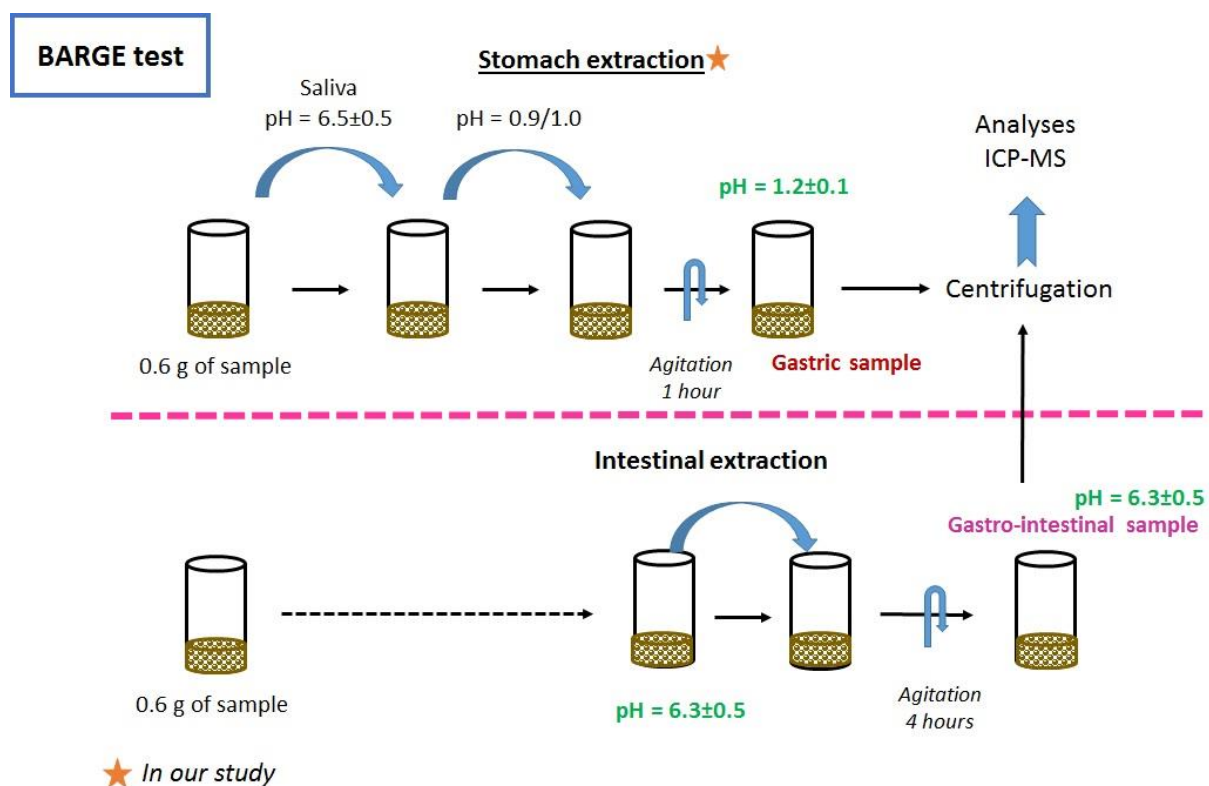 BARGE test
Stomach extraction
Saliva
pH = 6.5±0.5
pH = 0.9/1.0
Analyses
ICP-MS
pH = 1.2±0.1
Centrifugation
0.6 g of sample
Agitation
1 hour
Gastric sample
Intestinal extraction
pH = 6.3±0.5
Gastro-intestinal sample
0.6 g of sample
pH = 6.3±0.5
Agitation
4 hours
In our study